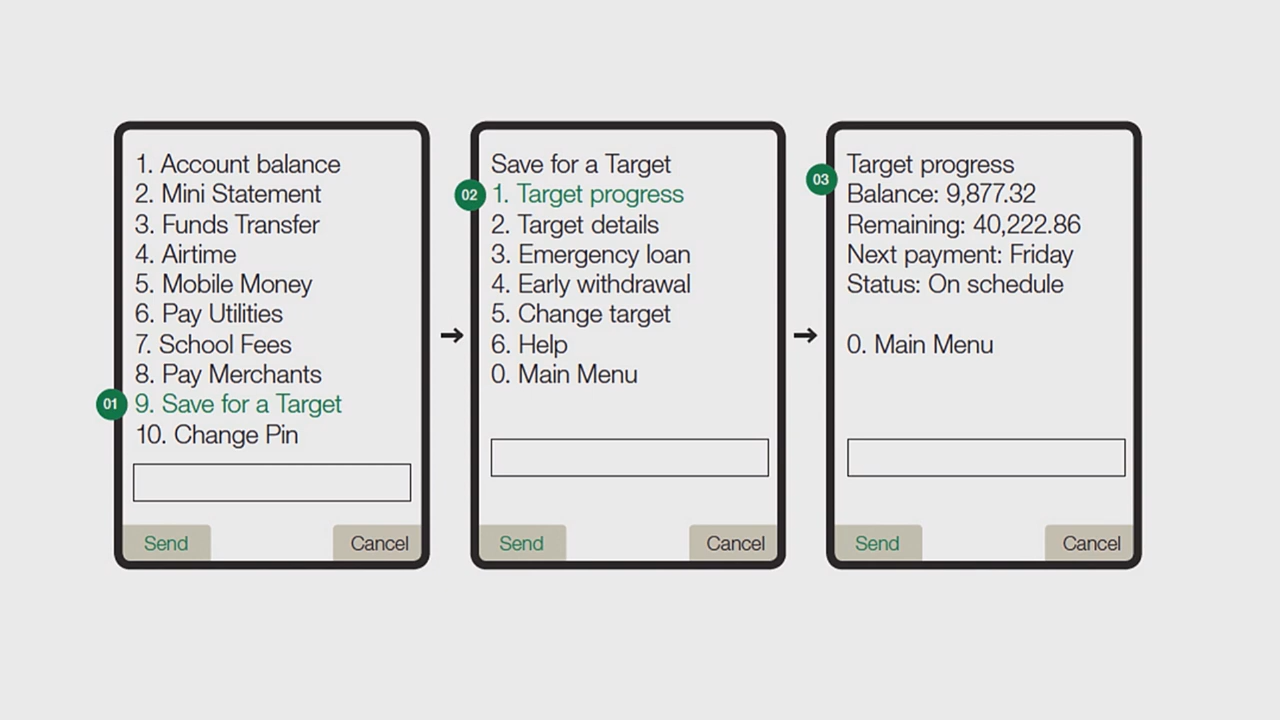 1. Account balance
2. Mini Statement
3. Funds Transfer
4. Airtime
5. Mobile Money
6. Pay Utilities
7. School Fees
8. Pay Merchants
01
9. Save for a Target
10. Change Pin
Send
Cancel
Save for a Target
02
1. Target progress
2. Target details
3. Emergency loan
4. Early withdrawal
5. Change target
6. Help
0. Main Menu
Send
Cancel
03
Target progress
Balance: 9,877.32
Remaining: 40,222.86
Next payment: Friday
Status: On schedule
0. Main Menu
Send
Cancel